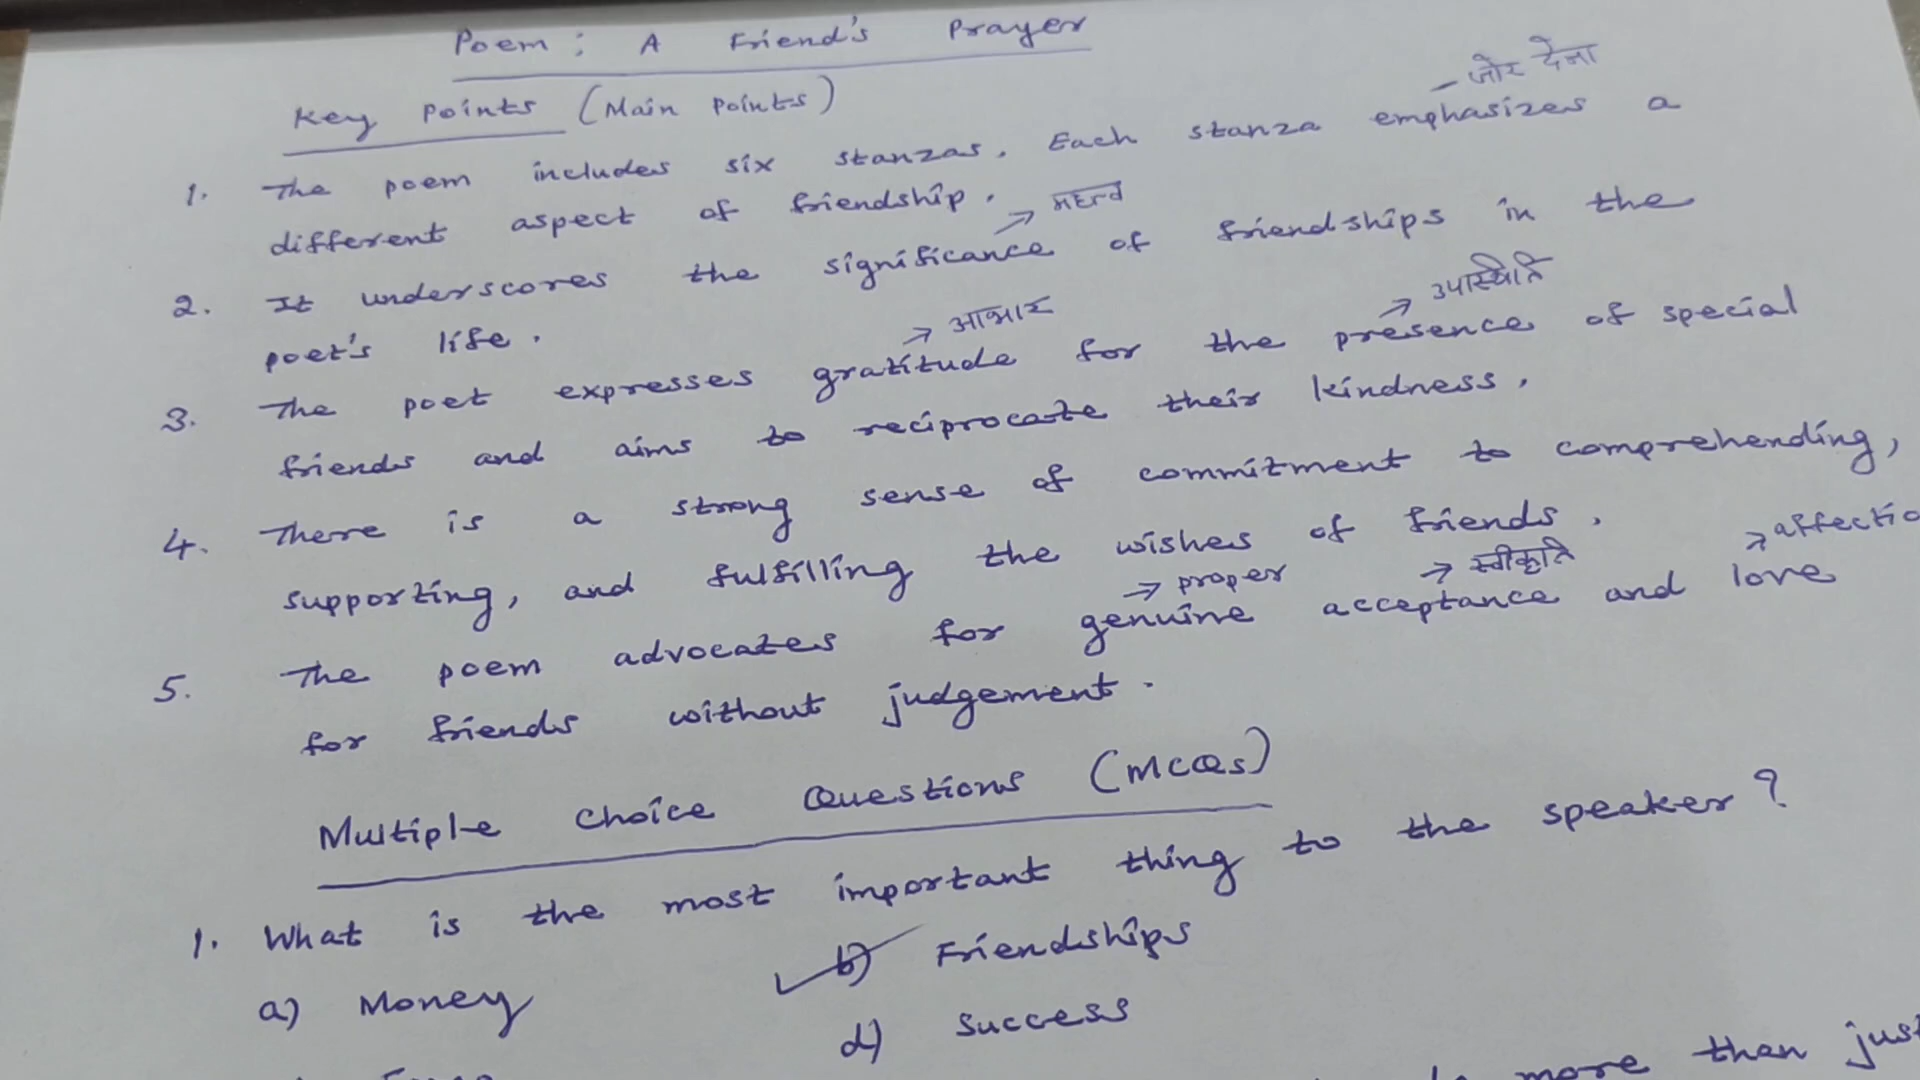 Poem : A Friend's Prayer
Key Points (Main Points)
– जोर देना
1. The poem includes six stanzas. Each stanza emphasizes a
different aspect of friendship.
→ महत्व
2. It underscores the significance of friendships in the
poet's life.
→ आभार → उपस्थिति
3. The poet expresses gratitude for the presence of special
friends and aims to reciprocate their kindness.
4. There is a strong sense of commitment to comprehending,
supporting, and fulfilling the wishes of friends.
→ proper → स्वीकृति → affectio
5. The poem advocates for genuine acceptance and love
for friends without judgement.
Multiple Choice Questions (MCQs)
1. What is the most important thing to the speaker?
a) Money b) Friendships
d) Success
more than just